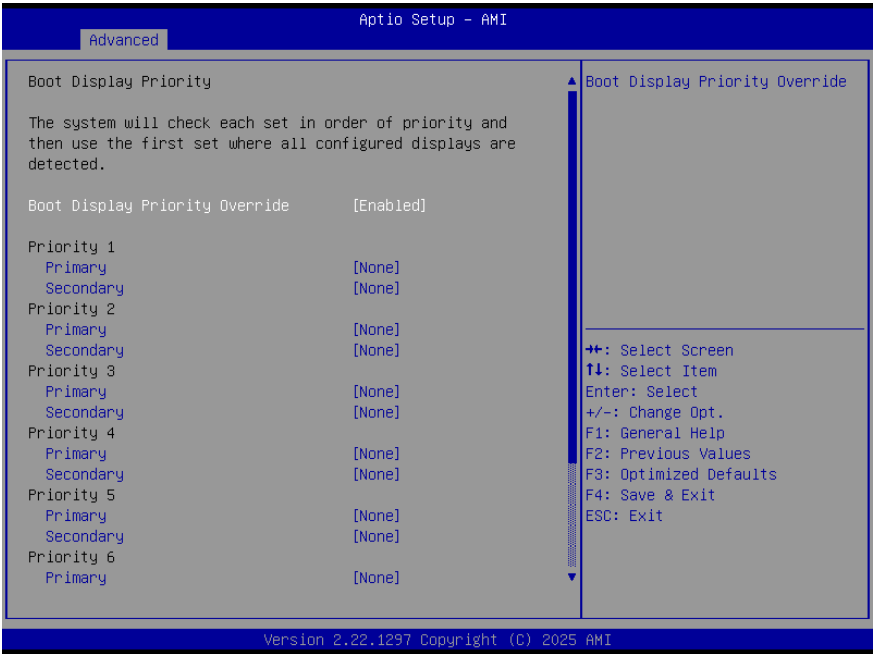 Aptio Setup – AMI
Advanced
Boot Display Priority
The system will check each set in order of priority and
then use the first set where all configured displays are
detected.
Boot Display Priority Override [Enabled]
Priority 1
Primary [None]
Secondary [None]
Priority 2
Primary [None]
Secondary [None]
Priority 3
Primary [None]
Secondary [None]
Priority 4
Primary [None]
Secondary [None]
Priority 5
Primary [None]
Secondary [None]
Priority 6
Primary [None]
Boot Display Priority Override
→←: Select Screen
↑↓: Select Item
Enter: Select
+/-: Change Opt.
F1: General Help
F2: Previous Values
F3: Optimized Defaults
F4: Save & Exit
ESC: Exit
Version 2.22.1297 Copyright (C) 2025 AMI